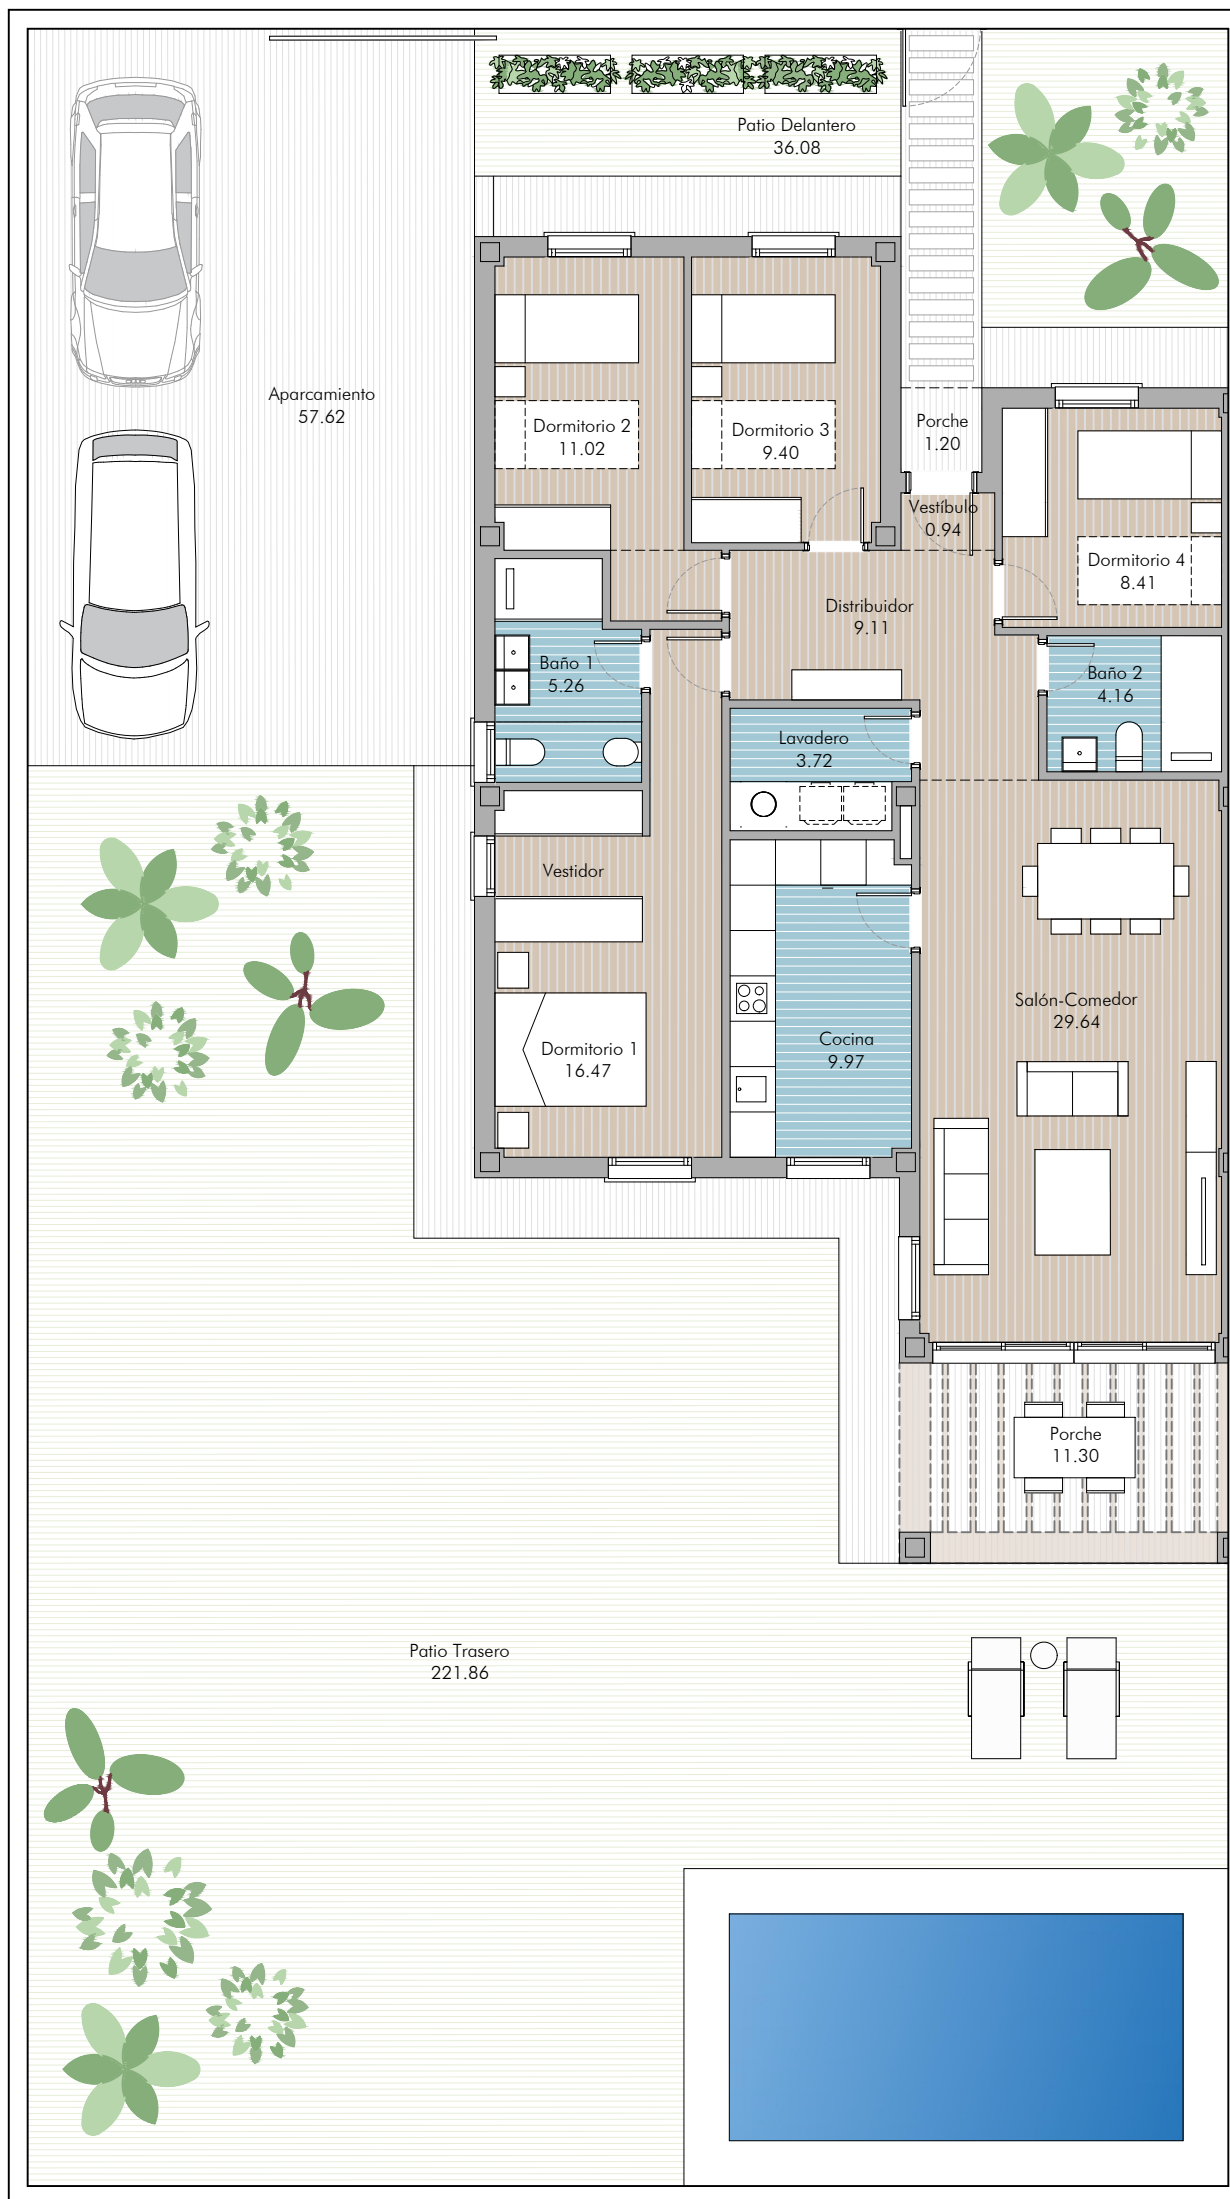 Patio Delantero
36.08
Aparcamiento
57.62
Dormitorio 2
11.02
Dormitorio 3
9.40
Porche
1.20
Vestíbulo
0.94
Dormitorio 4
8.41
Distribuidor
9.11
Baño 1
5.26
Baño 2
4.16
Lavadero
3.72
Vestidor
Salón-Comedor
29.64
Dormitorio 1
16.47
Cocina
9.97
Porche
11.30
Patio Trasero
221.86